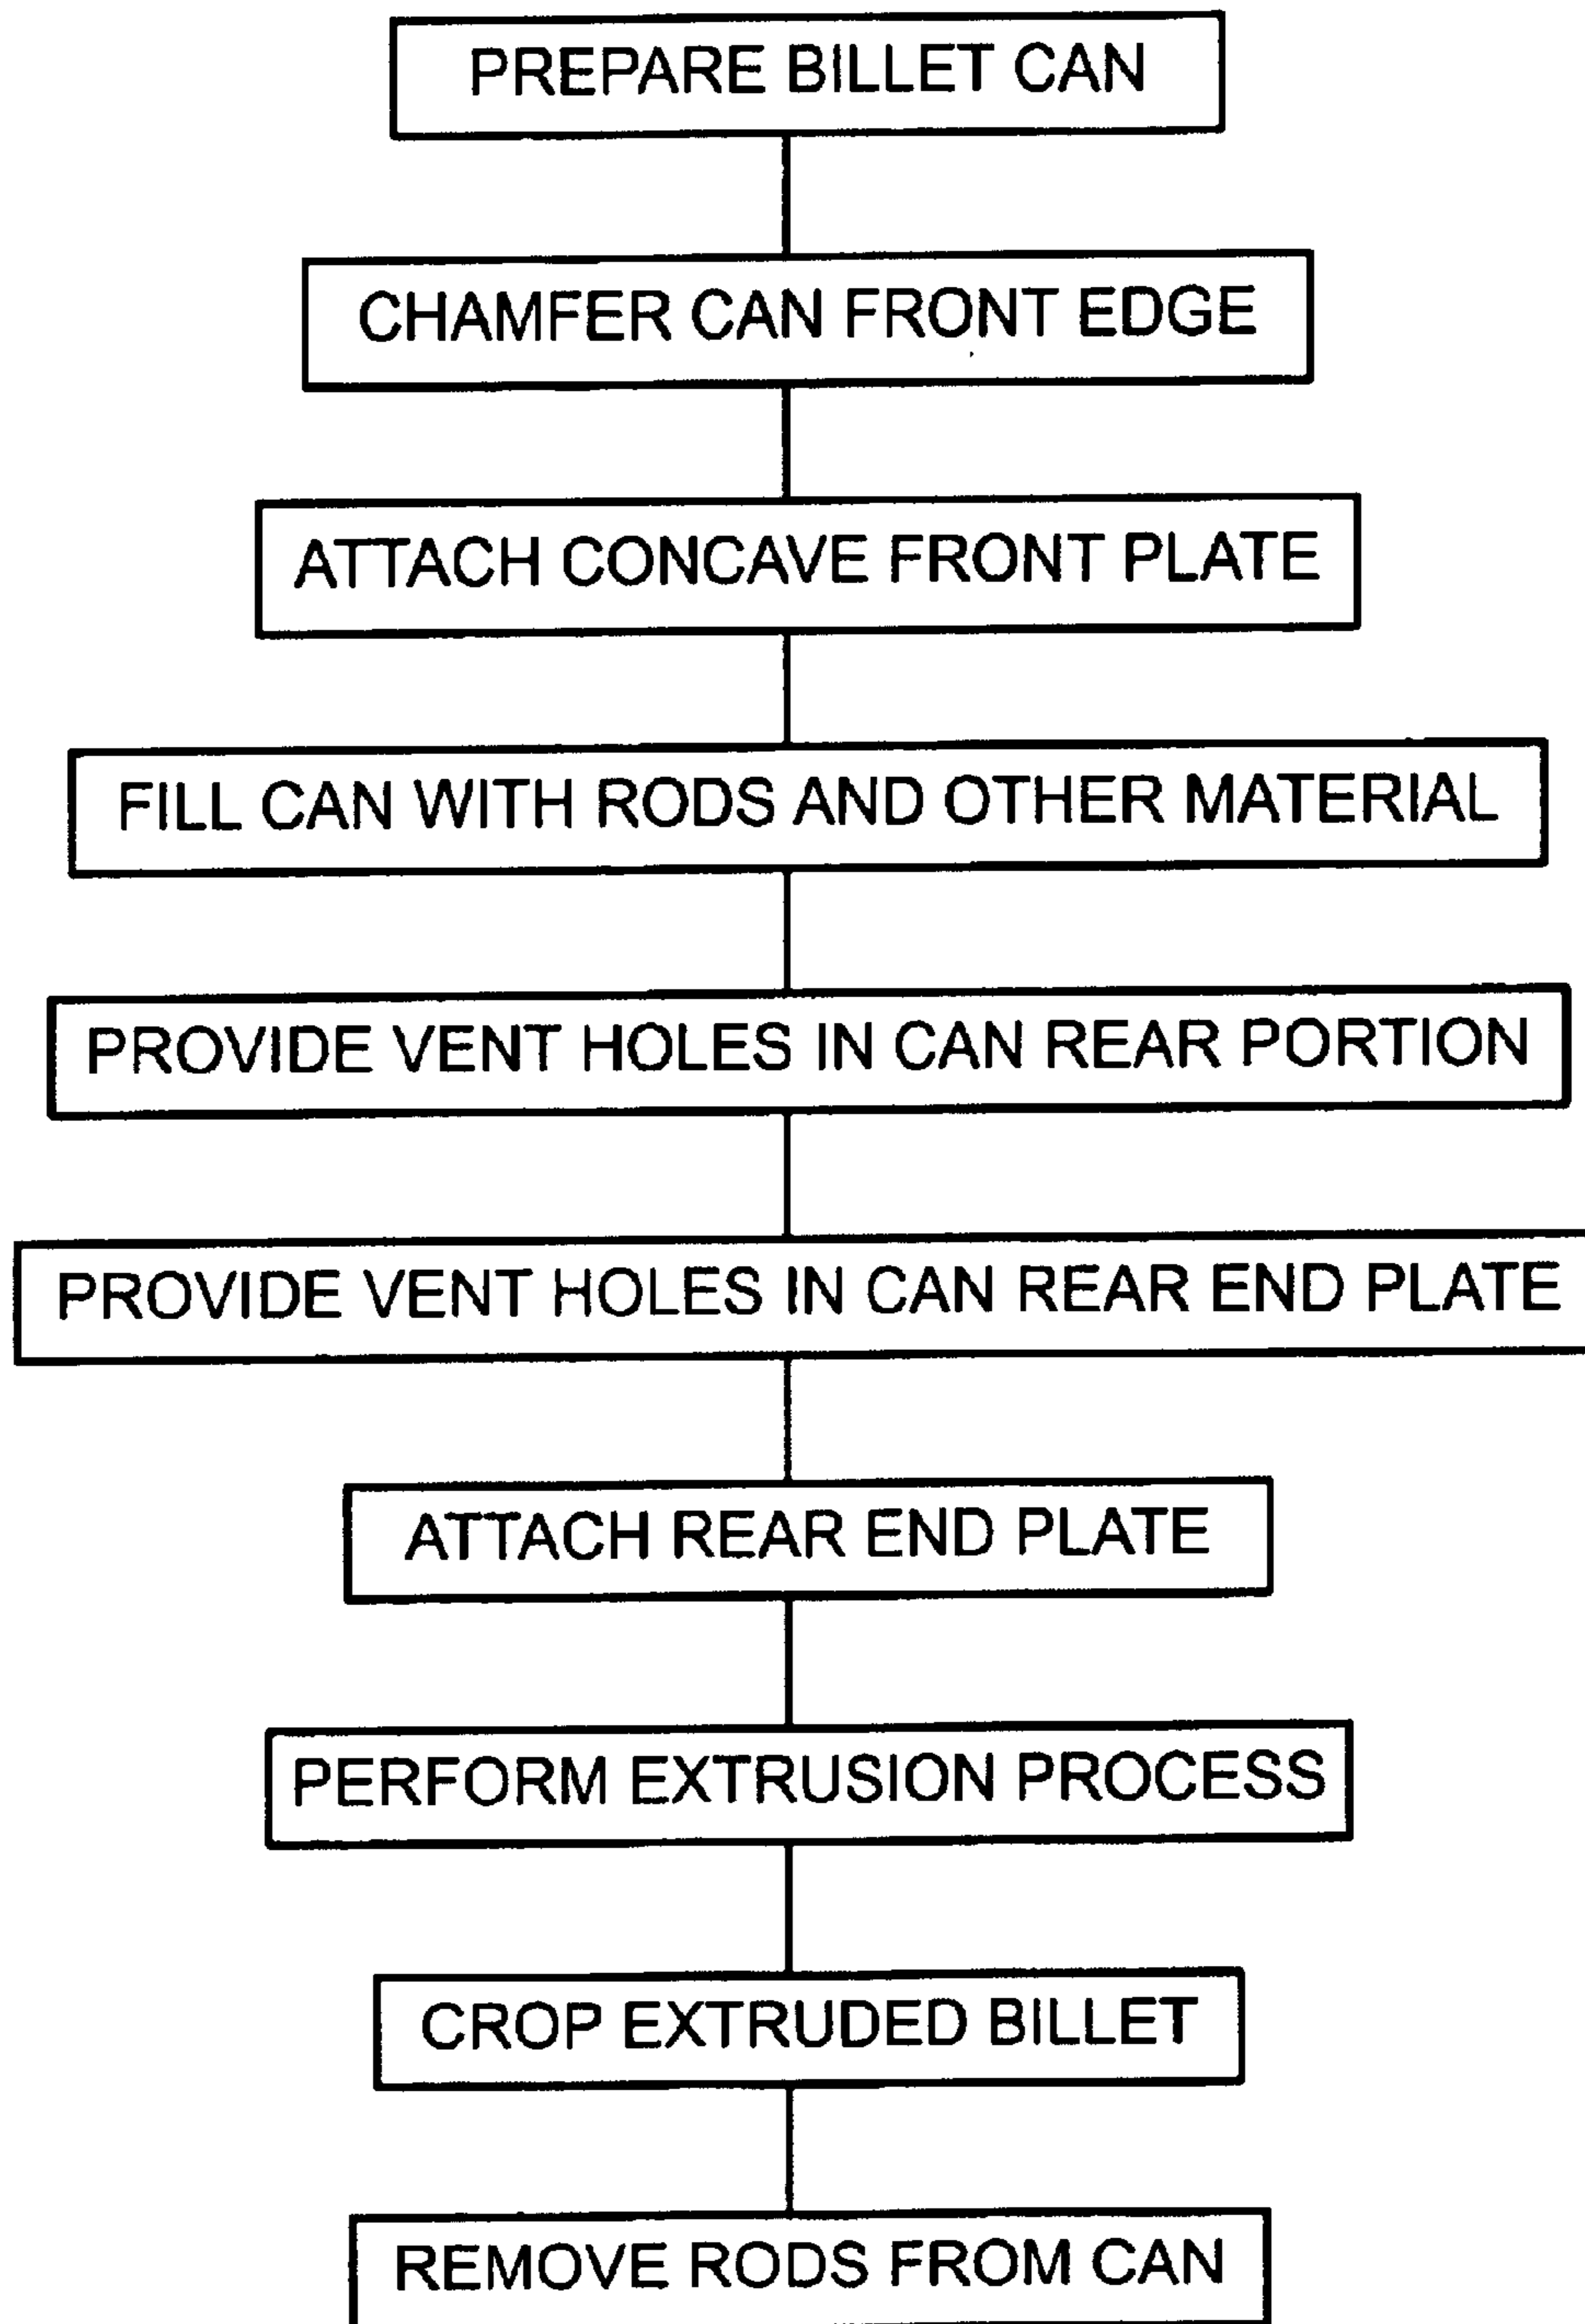 PREPARE BILLET CAN
CHAMFER CAN FRONT EDGE
ATTACH CONCAVE FRONT PLATE
FILL CAN WITH RODS AND OTHER MATERIAL
PROVIDE VENT HOLES IN CAN REAR PORTION
PROVIDE VENT HOLES IN CAN REAR END PLATE
ATTACH REAR END PLATE
PERFORM EXTRUSION PROCESS
CROP EXTRUDED BILLET
REMOVE RODS FROM CAN